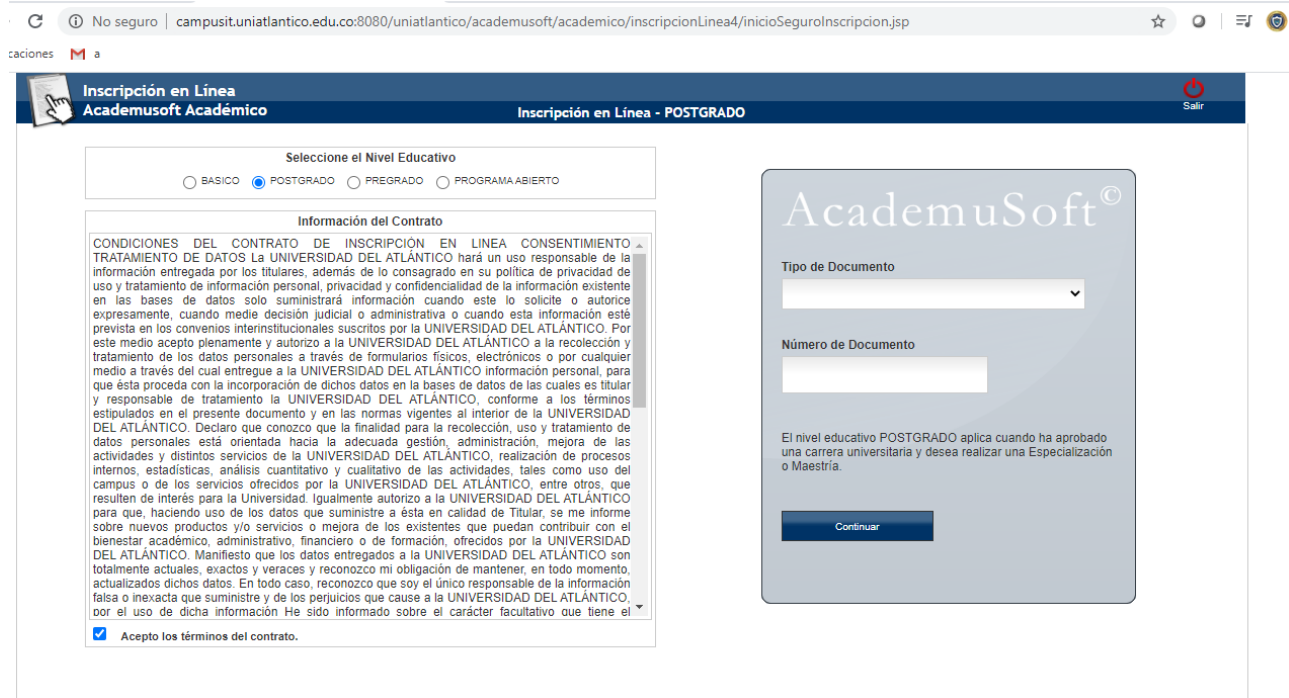 No seguro | campusit.uniatlantico.edu.co:8080/uniatlantico/academusoft/academico/inscripcionLinea4/inicioSeguroInscripcion.jsp
caciones M a
Inscripción en Línea
Academusoft Académico
Inscripción en Línea - POSTGRADO
Salir
Seleccione el Nivel Educativo
BASICO POSTGRADO PREGRADO PROGRAMA ABIERTO
Información del Contrato
CONDICIONES DEL CONTRATO DE INSCRIPCIÓN EN LINEA CONSENTIMIENTO
TRATAMIENTO DE DATOS La UNIVERSIDAD DEL ATLÁNTICO hará un uso responsable de la
información entregada por los titulares, además de lo consagrado en su política de privacidad de
uso y tratamiento de información personal, privacidad y confidencialidad de la información existente
en las bases de datos solo suministrará información cuando este lo solicite o autorice
expresamente, cuando medie decisión judicial o administrativa o cuando esta información esté
prevista en los convenios interinstitucionales suscritos por la UNIVERSIDAD DEL ATLÁNTICO. Por
este medio acepto plenamente y autorizo a la UNIVERSIDAD DEL ATLÁNTICO a la recolección y
tratamiento de los datos personales a través de formularios físicos, electrónicos o por cualquier
medio a través del cual entregue a la UNIVERSIDAD DEL ATLÁNTICO información personal, para
que ésta proceda con la incorporación de dichos datos en la bases de datos de las cuales es titular
y responsable de tratamiento la UNIVERSIDAD DEL ATLÁNTICO, conforme a los términos
estipulados en el presente documento y en las normas vigentes al interior de la UNIVERSIDAD
DEL ATLÁNTICO. Declaro que conozco que la finalidad para la recolección, uso y tratamiento de
datos personales está orientada hacia la adecuada gestión, administración, mejora de las
actividades y distintos servicios de la UNIVERSIDAD DEL ATLÁNTICO, realización de procesos
internos, estadísticas, análisis cuantitativo y cualitativo de las actividades, tales como uso del
campus o de los servicios ofrecidos por la UNIVERSIDAD DEL ATLÁNTICO, entre otros, que
resulten de interés para la Universidad. Igualmente autorizo a la UNIVERSIDAD DEL ATLÁNTICO
para que, haciendo uso de los datos que suministre a ésta en calidad de Titular, se me informe
sobre nuevos productos y/o servicios o mejora de los existentes que puedan contribuir con el
bienestar académico, administrativo, financiero o de formación, ofrecidos por la UNIVERSIDAD
DEL ATLÁNTICO. Manifiesto que los datos entregados a la UNIVERSIDAD DEL ATLÁNTICO son
totalmente actuales, exactos y veraces y reconozco mi obligación de mantener, en todo momento,
actualizados dichos datos. En todo caso, reconozco que soy el único responsable de la información
falsa o inexacta que suministre y de los perjuicios que cause a la UNIVERSIDAD DEL ATLÁNTICO,
por el uso de dicha información He sido informado sobre el carácter facultativo que tiene el
Acepto los términos del contrato.
AcademuSoft©
Tipo de Documento
Número de Documento
El nivel educativo POSTGRADO aplica cuando ha aprobado
una carrera universitaria y desea realizar una Especialización
o Maestría.
Continuar